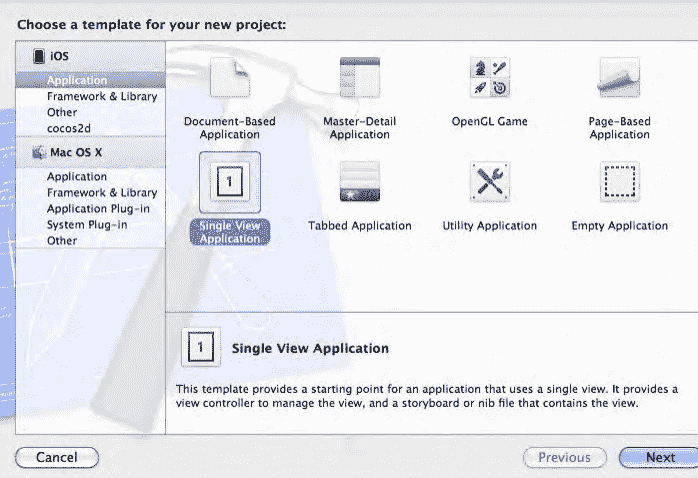 Choose a template for your new project:
iOS
Application
Framework & Library
Other
cocos2d
Mac OS X
Application
Framework & Library
Application Plug-in
System Plug-in
Other
Document-Based
Application
Master-Detail
Application
OpenGL Game
Page-Based
Application
1
Single View
Application
Tabbed Application
Utility Application
Empty Application
1
Single View Application
This template provides a starting point for an application that uses a single view. It provides a
view controller to manage the view, and a storyboard or nib file that contains the view.
Cancel
Previous
Next